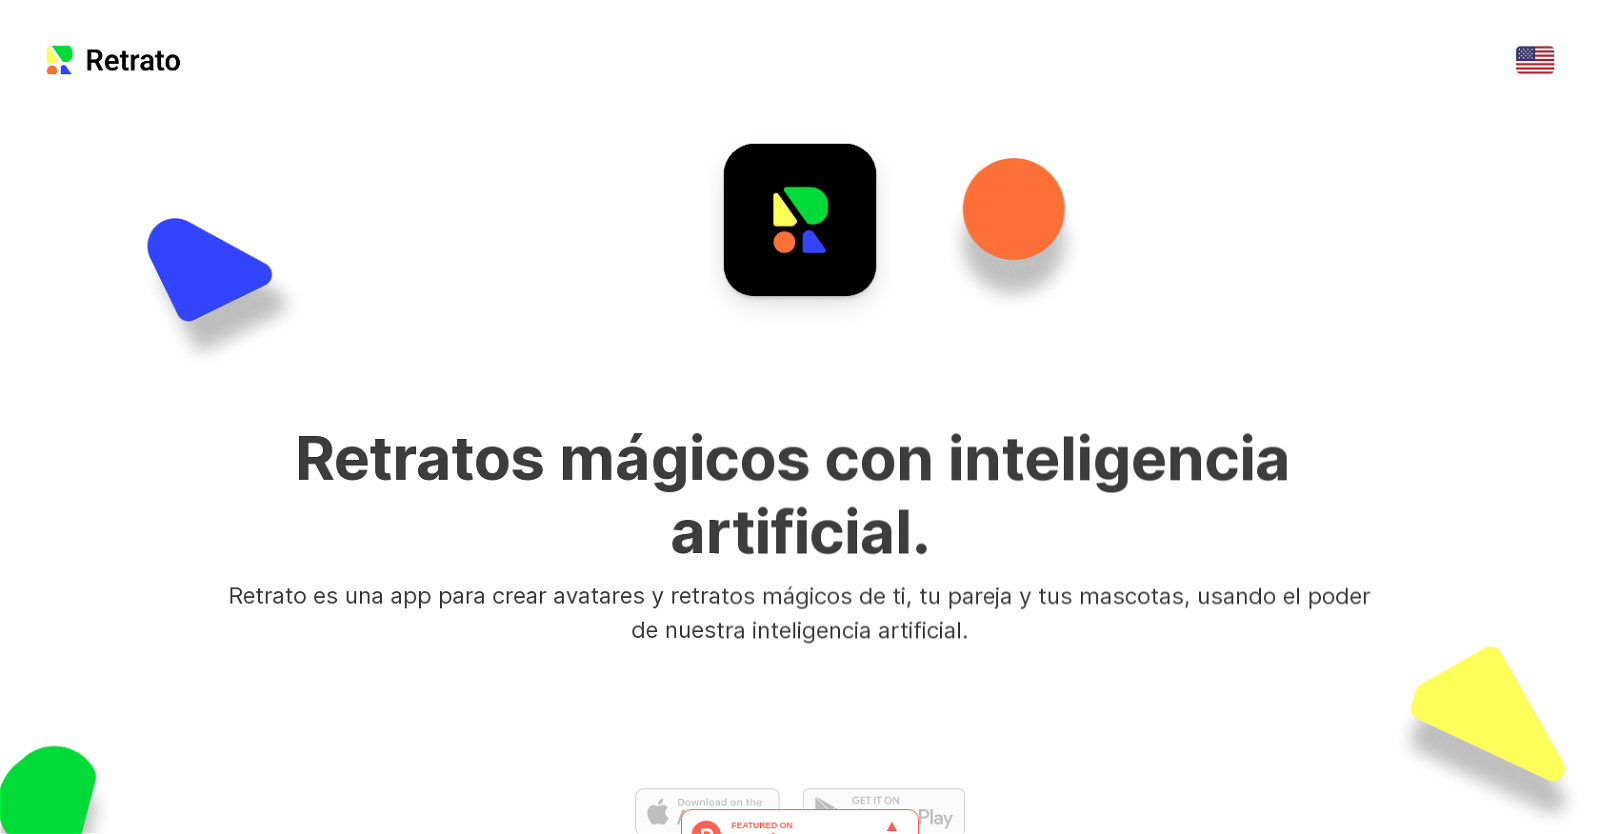 Retrato
Retratos mágicos con inteligencia
artificial.
Retrato es una app para crear avatares y retratos mágicos de ti, tu pareja y tus mascotas, usando el poder
de nuestra inteligencia artificial.
Download on the
GET IT ON
Play
FEATURED ON